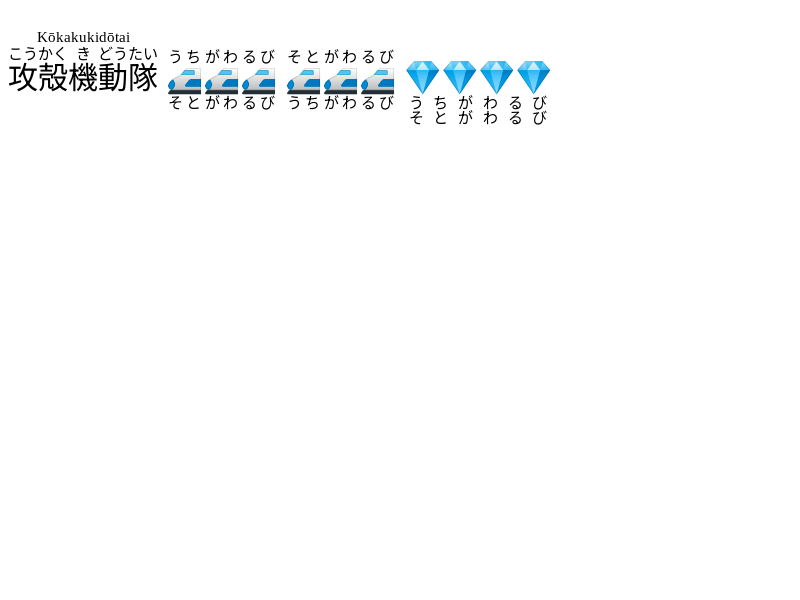 Kōkakukidōtai
こうかく き どうたい
攻殻機動隊
うちがわるび
🚄🚄🚄
そとがわるび
そとがわるび
🚄🚄🚄
うちがわるび
💎💎💎💎
うちがわるび
そとがわるび